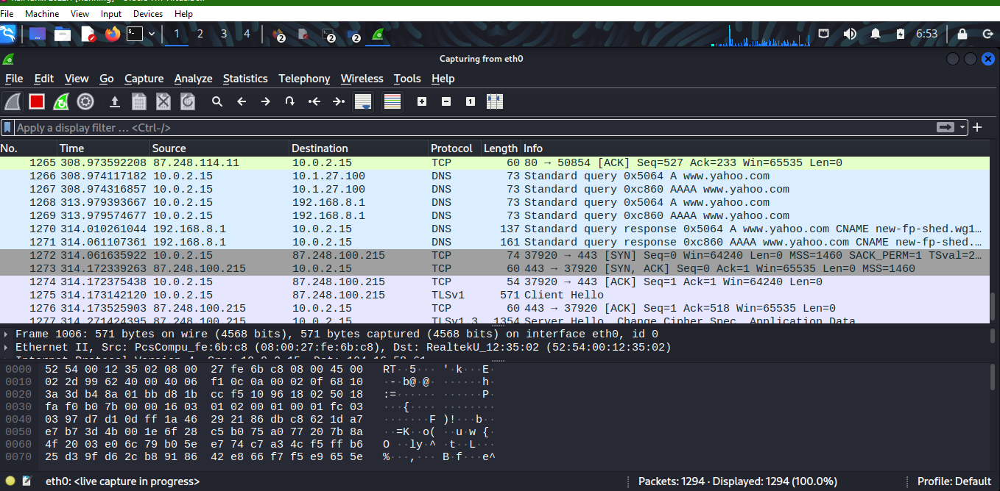 File Machine View Input Devices Help
1 2 3 4 2 2 2 6:53
Capturing from eth0
File Edit View Go Capture Analyze Statistics Telephony Wireless Tools Help
Apply a display filter … <Ctrl-/>
No. Time Source Destination Protocol Length Info
1265 308.973592208 87.248.114.11 10.0.2.15 TCP 60 80 → 50854 [ACK] Seq=527 Ack=233 Win=65535 Len=0
1266 308.974117182 10.0.2.15 10.1.27.100 DNS 73 Standard query 0x5064 A www.yahoo.com
1267 308.974316857 10.0.2.15 10.1.27.100 DNS 73 Standard query 0xc860 AAAA www.yahoo.com
1268 313.979393667 10.0.2.15 192.168.8.1 DNS 73 Standard query 0x5064 A www.yahoo.com
1269 313.979574677 10.0.2.15 192.168.8.1 DNS 73 Standard query 0xc860 AAAA www.yahoo.com
1270 314.010261044 192.168.8.1 10.0.2.15 DNS 137 Standard query response 0x5064 A www.yahoo.com CNAME new-fp-shed.wg1…
1271 314.061107361 192.168.8.1 10.0.2.15 DNS 161 Standard query response 0xc860 AAAA www.yahoo.com CNAME new-fp-shed.…
1272 314.061635922 10.0.2.15 87.248.100.215 TCP 74 37920 → 443 [SYN] Seq=0 Win=64240 Len=0 MSS=1460 SACK_PERM=1 TSval=2…
1273 314.172339263 87.248.100.215 10.0.2.15 TCP 60 443 → 37920 [SYN, ACK] Seq=0 Ack=1 Win=65535 Len=0 MSS=1460
1274 314.172375438 10.0.2.15 87.248.100.215 TCP 54 37920 → 443 [ACK] Seq=1 Ack=1 Win=64240 Len=0
1275 314.173142120 10.0.2.15 87.248.100.215 TLSv1 571 Client Hello
1276 314.173525903 87.248.100.215 10.0.2.15 TCP 60 443 → 37920 [ACK] Seq=1 Ack=518 Win=65535 Len=0
1277 314.271424395 87.248.100.215 10.0.2.15 TLSv1.3 1354 Server Hello, Change Cipher Spec, Application Data
Frame 1006: 571 bytes on wire (4568 bits), 571 bytes captured (4568 bits) on interface eth0, id 0
Ethernet II, Src: PcsCompu_fe:6b:c8 (08:00:27:fe:6b:c8), Dst: RealtekU_12:35:02 (52:54:00:12:35:02)
0000 52 54 00 12 35 02 08 00 27 fe 6b c8 08 00 45 00 RT··5··· '·k···E·
0010 02 2d 99 62 40 00 40 06 f1 0c 0a 00 02 0f 68 10 ·-·b@·@· ······h·
0020 3a 3d b4 8a 01 bb d8 1b cc f5 10 96 18 02 50 18 :=······ ······P·
0030 fa f0 b0 7b 00 00 16 03 01 02 00 01 00 01 fc 03 ···{···· ········
0040 03 97 d7 d1 0d ff 1a 46 29 21 86 db c8 62 1d a7 ·······F )!···b··
0050 e7 b7 3d 4b 00 1e 6f 28 c5 b0 75 a0 77 20 7b 8a ··=K··o( ··u·w {·
0060 4f 20 03 e0 6c 79 b0 5e e7 74 c7 a3 4c f5 ff b6 O ··ly·^ ·t··L···
0070 25 d3 9f d6 2c b8 91 86 42 e8 66 f7 f5 e9 65 5e %···,··· B·f···e^
eth0: <live capture in progress> Packets: 1294 · Displayed: 1294 (100.0%) Profile: Default